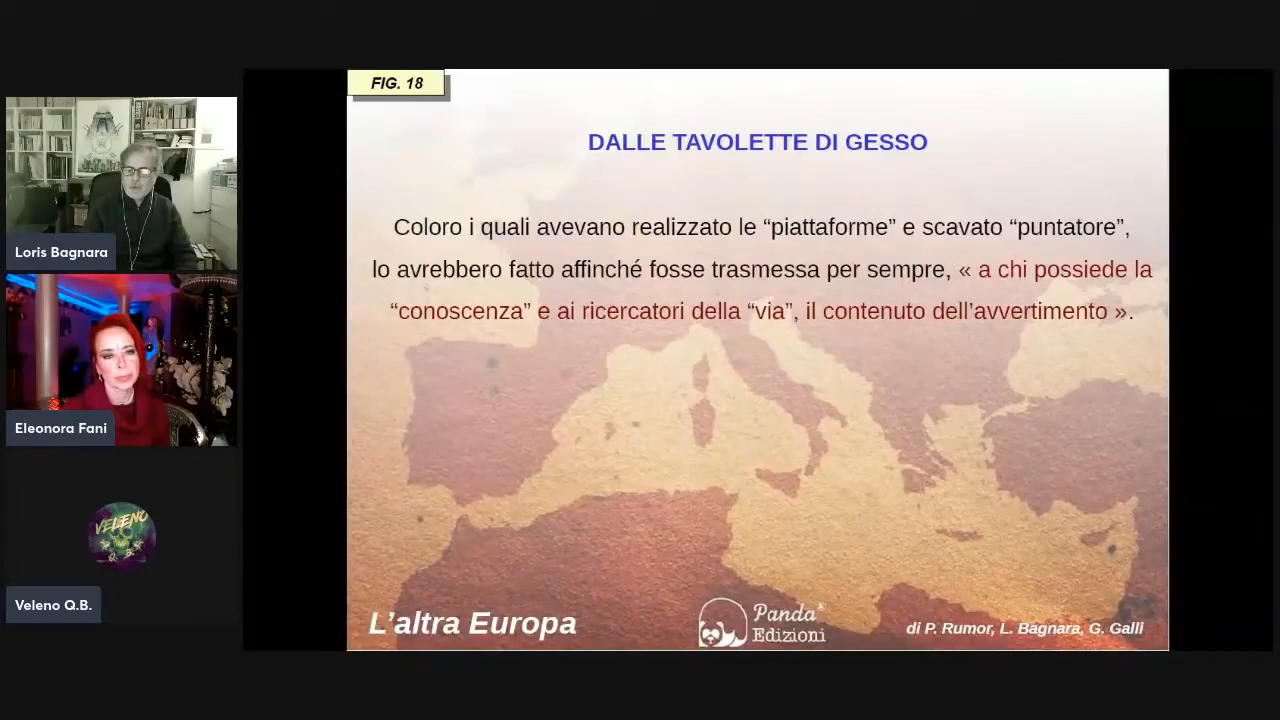 FIG. 18
DALLE TAVOLETTE DI GESSO
Coloro i quali avevano realizzato le “piattaforme” e scavato “puntatore”,
lo avrebbero fatto affinché fosse trasmessa per sempre, « a chi possiede la
“conoscenza” e ai ricercatori della “via”, il contenuto dell’avvertimento ».
L’altra Europa
Panda
Edizioni
di P. Rumor, L. Bagnara, G. Galli
Loris Bagnara
Eleonora Fani
VELENO
Q.B.
Veleno Q.B.